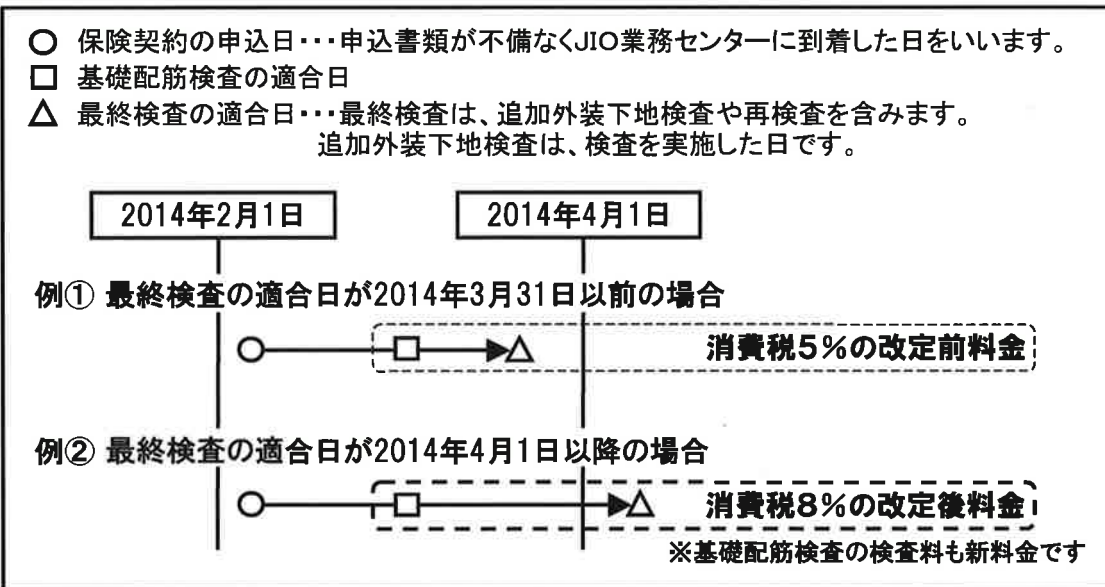 ○ 保険契約の申込日・・・申込書類が不備なくJIO業務センターに到着した日をいいます。
□ 基礎配筋検査の適合日
△ 最終検査の適合日・・・最終検査は、追加外装下地検査や再検査を含みます。
追加外装下地検査は、検査を実施した日です。
2014年2月1日
2014年4月1日
例① 最終検査の適合日が2014年3月31日以前の場合
消費税5%の改定前料金
例② 最終検査の適合日が2014年4月1日以降の場合
消費税8%の改定後料金
※基礎配筋検査の検査料も新料金です